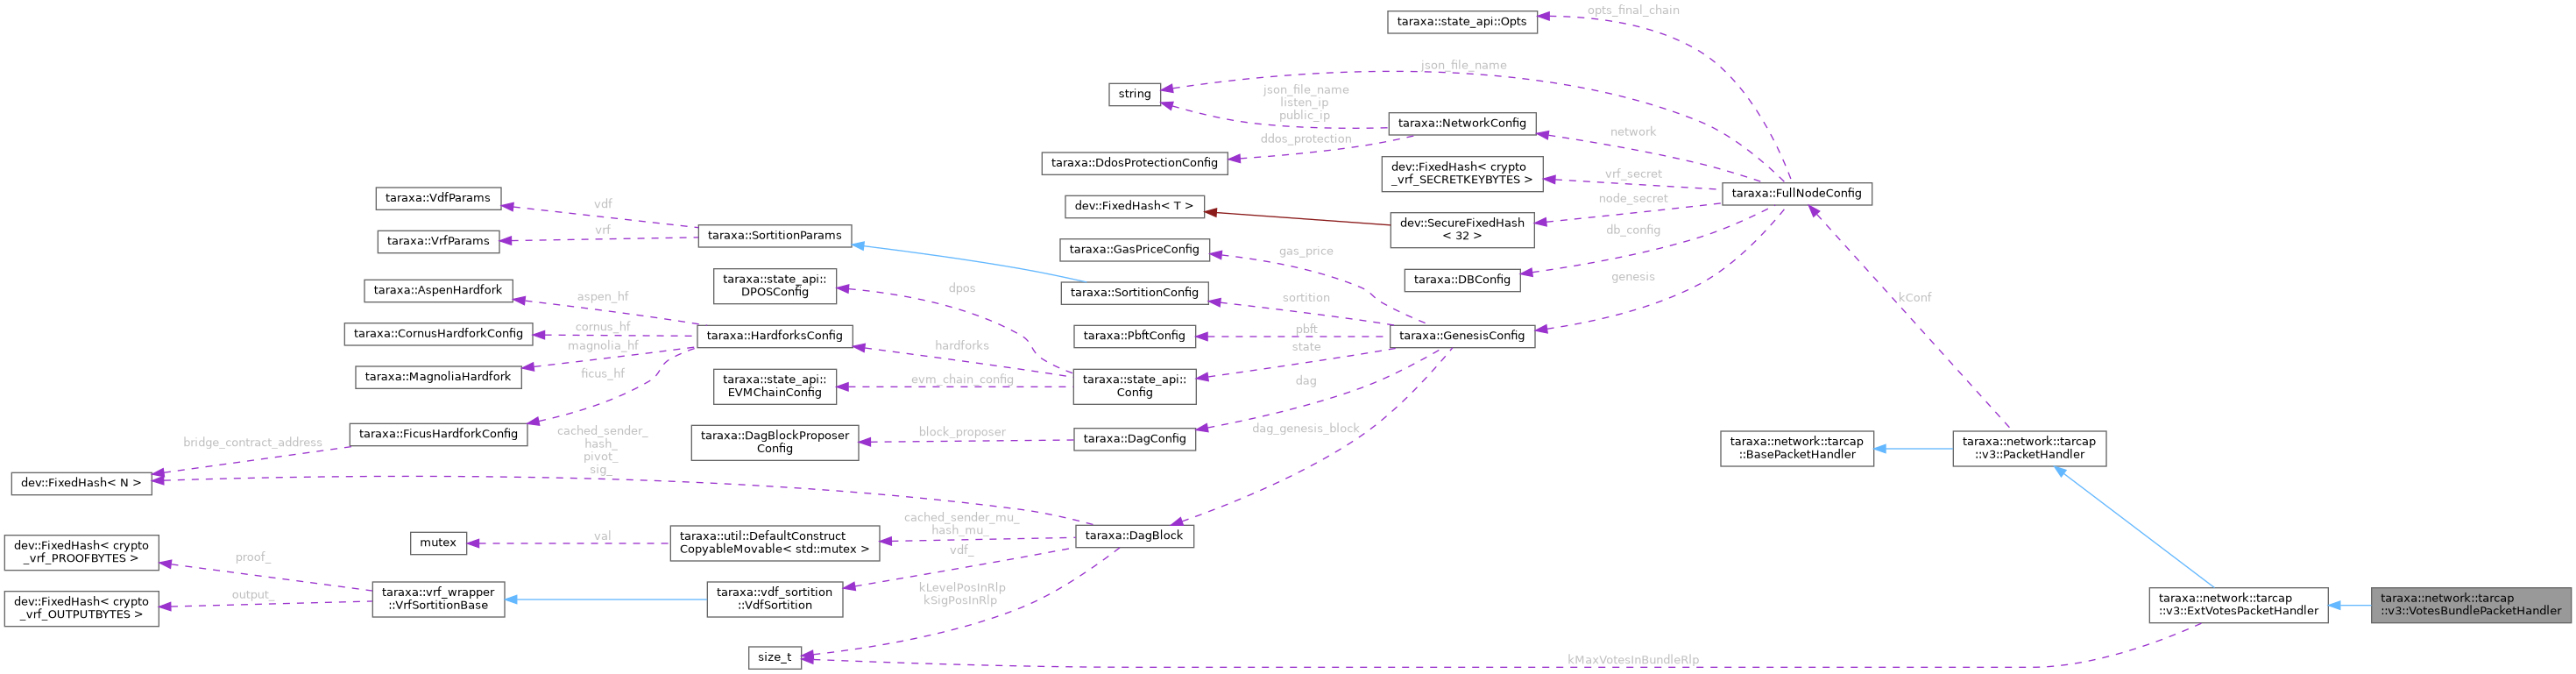 taraxa::state_api::Opts
opts_final_chain
json_file_name
string
json_file_name
listen_ip
public_ip
taraxa::NetworkConfig
network
ddos_protection
taraxa::DdosProtectionConfig
dev::FixedHash< crypto
_vrf_SECRETKEYBYTES >
vrf_secret
taraxa::FullNodeConfig
node_secret
taraxa::VdfParams
vdf
dev::FixedHash< T >
dev::SecureFixedHash
< 32 >
db_config
taraxa::VrfParams
vrf
taraxa::SortitionParams
taraxa::GasPriceConfig
gas_price
taraxa::DBConfig
genesis
taraxa::AspenHardfork
aspen_hf
taraxa::state_api::
DPOSConfig
dpos
taraxa::SortitionConfig
sortition
kConf
taraxa::CornusHardforkConfig
cornus_hf
taraxa::HardforksConfig
hardforks
taraxa::PbftConfig
pbft
taraxa::GenesisConfig
state
magnolia_hf
taraxa::MagnoliaHardfork
ficus_hf
taraxa::state_api::
EVMChainConfig
evm_chain_config
taraxa::state_api::
Config
dag
taraxa::FicusHardforkConfig
bridge_contract_address
cached_sender_
hash_
pivot_
sig_
taraxa::DagBlockProposer
Config
block_proposer
taraxa::DagConfig
dag_genesis_block
taraxa::network::tarcap
::BasePacketHandler
taraxa::network::tarcap
::v3::PacketHandler
dev::FixedHash< N >
dev::FixedHash< crypto
_vrf_PROOFBYTES >
proof_
mutex
val
taraxa::util::DefaultConstruct
CopyableMovable< std::mutex >
cached_sender_mu_
hash_mu_
vdf_
taraxa::DagBlock
dev::FixedHash< crypto
_vrf_OUTPUTBYTES >
output_
taraxa::vrf_wrapper
::VrfSortitionBase
taraxa::vdf_sortition
::VdfSortition
kLevelPosInRlp
kSigPosInRlp
taraxa::network::tarcap
::v3::ExtVotesPacketHandler
taraxa::network::tarcap
::v3::VotesBundlePacketHandler
size_t
kMaxVotesInBundleRlp